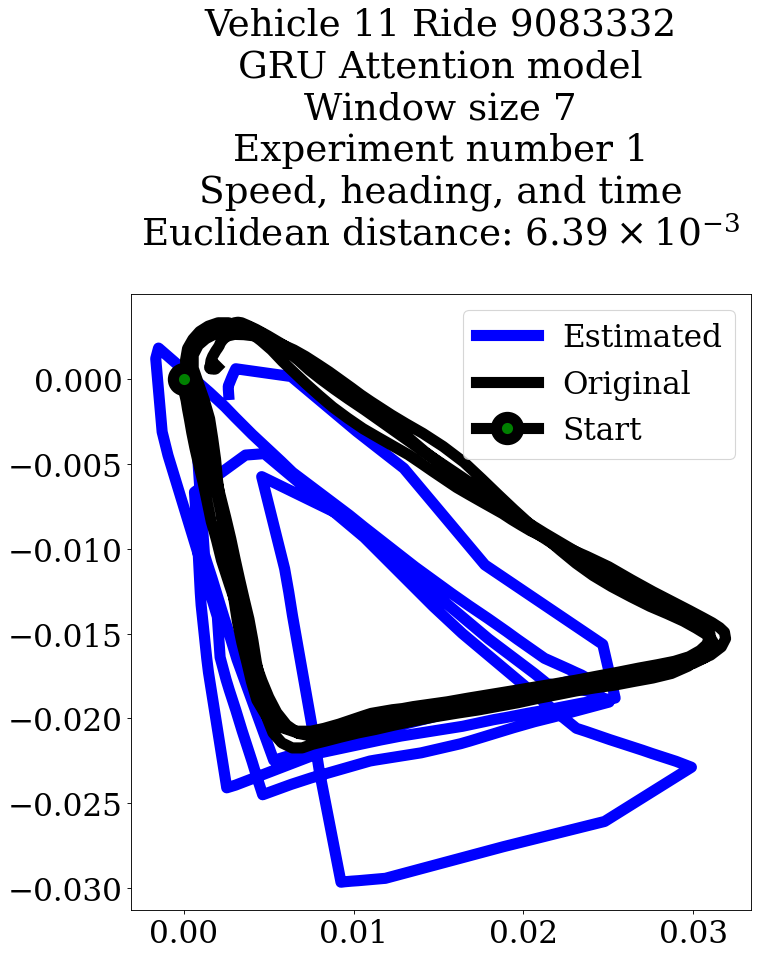 Vehicle 11 Ride 9083332
GRU Attention model
Window size 7
Experiment number 1
Speed, heading, and time
Euclidean distance: 6.39 × 10⁻³
Estimated
Original
Start
0.000
−0.005
−0.010
−0.015
−0.020
−0.025
−0.030
0.00 0.01 0.02 0.03